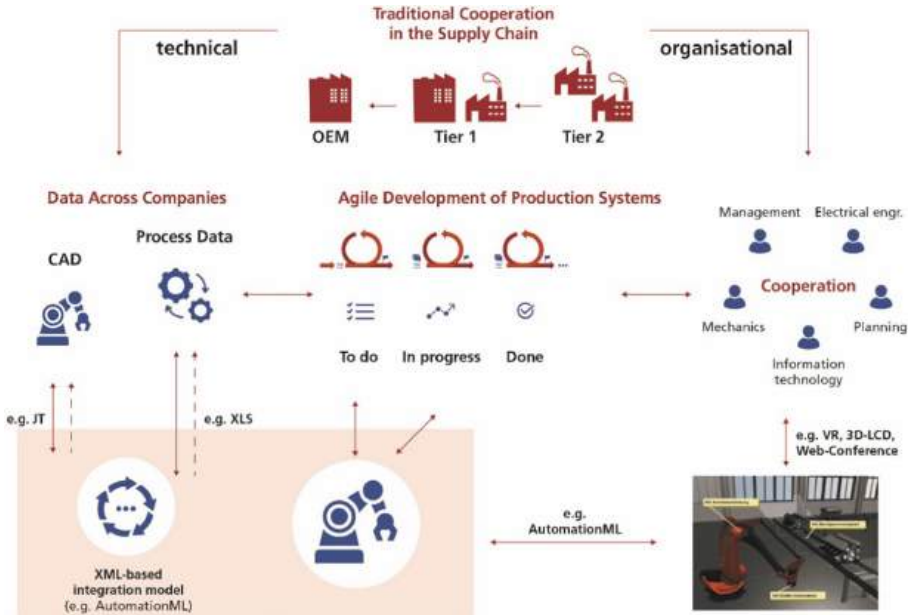 Traditional Cooperation
in the Supply Chain
technical
organisational
OEM
Tier 1
Tier 2
Data Across Companies
Agile Development of Production Systems
CAD
Process Data
Management
Electrical engr.
Cooperation
Mechanics
Planning
Information
technology
To do
In progress
Done
e.g. JT
e.g. XLS
e.g. VR, 3D-LCD,
Web-Conference
XML-based
integration model
(e.g. AutomationML)
e.g.
AutomationML